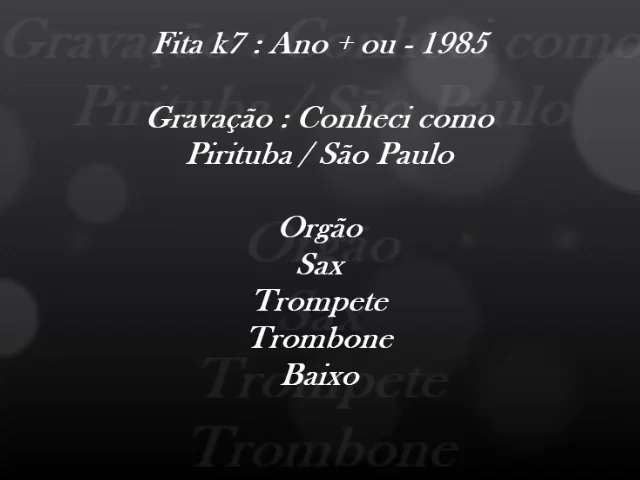 Fita k7 : Ano + ou - 1985
Gravação : Conheci como
Pirituba / São Paulo
Orgão
Sax
Trompete
Trombone
Baixo